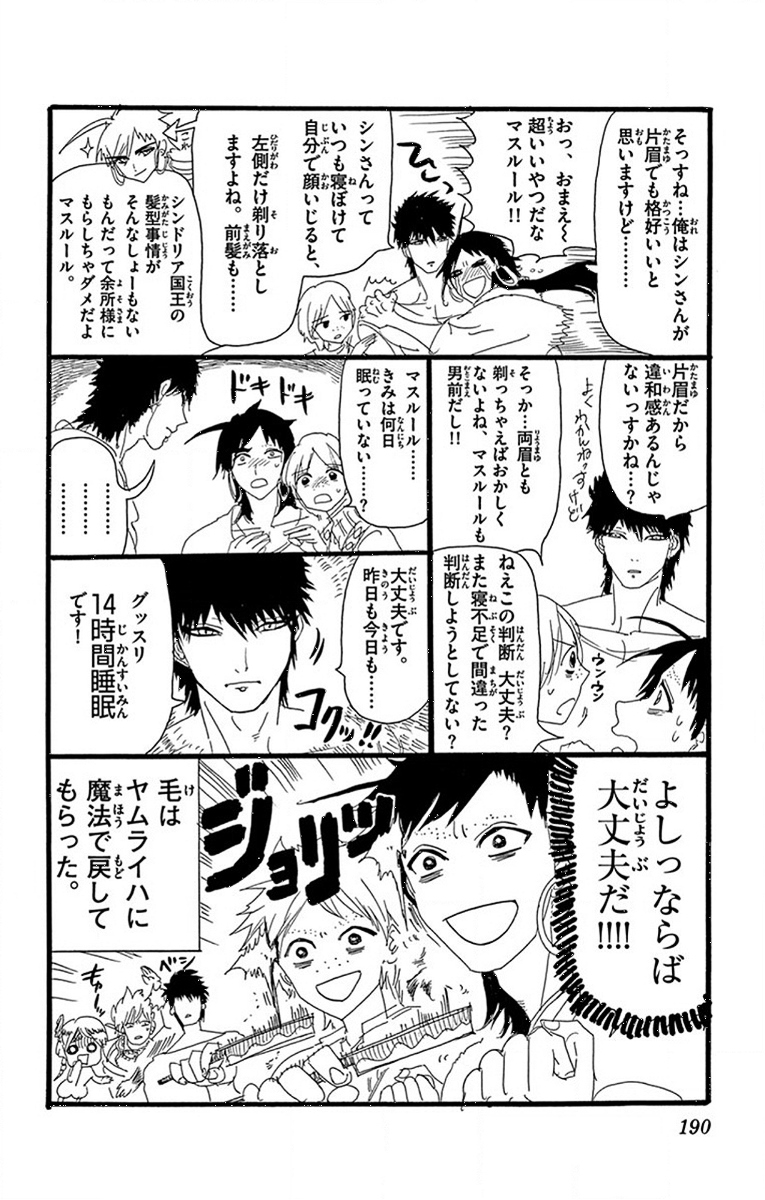 そっすね…俺はシンさんが
片眉でも格好いいと
思いますけど……
おっ、おまえ〜
超いいやつだな
マスルール!!
シンさんって
いつも寝ぼけて
自分で顔いじると、
左側だけ剃り落とし
ますよね。前髪も……
シンドリア国王の
髪型事情が
そんなしょーもない
もんだって余所様に
もらしちゃダメだよ
マスルール。
片眉だから
違和感あるんじゃ
ないっすかね…?
よくわかんねっすけど
そっか…両眉とも
剃っちゃえばおかしく
ないよね、マスルールも
男前だし!!
ねえこの判断 大丈夫?
また寝不足で間違った
判断しようとしてない?
ウンウン
マスルール……
きみは何日
眠っていない…?
ドキドキ
………
………
大丈夫です。
昨日も今日も……
グッスリ
14時間睡眠
です!
コクッ!!
よしっならば
大丈夫だ!!!!
ジョリッ
毛は
ヤムライハに
魔法で戻して
もらった。
190